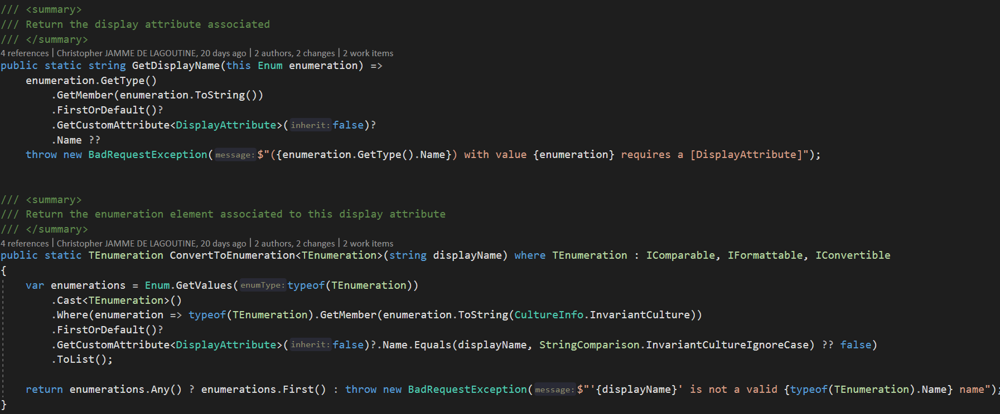 /// <summary>
/// Return the display attribute associated
/// </summary>
4 references | Christopher JAMME DE LAGOUTINE, 20 days ago | 2 authors, 2 changes | 2 work items
public static string GetDisplayName(this Enum enumeration) =>
    enumeration.GetType()
        .GetMember(enumeration.ToString())
        .FirstOrDefault()?
        .GetCustomAttribute<DisplayAttribute>(inherit:false)?
        .Name ??
    throw new BadRequestException(message:$"({enumeration.GetType().Name}) with value {enumeration} requires a [DisplayAttribute]");
/// <summary>
/// Return the enumeration element associated to this display attribute
/// </summary>
4 references | Christopher JAMME DE LAGOUTINE, 20 days ago | 2 authors, 2 changes | 2 work items
public static TEnumeration ConvertToEnumeration<TEnumeration>(string displayName) where TEnumeration : IComparable, IFormattable, IConvertible
{
    var enumerations = Enum.GetValues(enumType:typeof(TEnumeration))
        .Cast<TEnumeration>()
        .Where(enumeration => typeof(TEnumeration).GetMember(enumeration.ToString(CultureInfo.InvariantCulture))
        .FirstOrDefault()?
        .GetCustomAttribute<DisplayAttribute>(inherit:false)?.Name.Equals(displayName, StringComparison.InvariantCultureIgnoreCase) ?? false)
        .ToList();
    return enumerations.Any() ? enumerations.First() : throw new BadRequestException(message:$"'{displayName}' is not a valid {typeof(TEnumeration).Name} name");
}